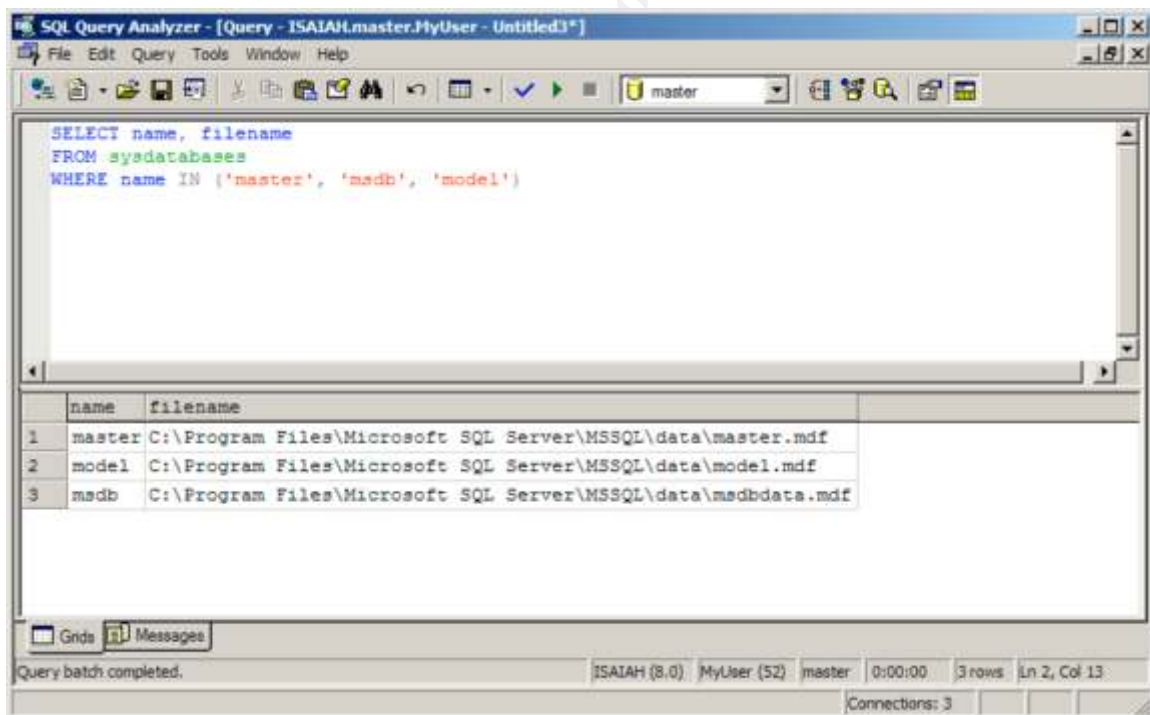 SQL Query Analyzer - [Query - ISAIAH.master.MyUser - Untitled3*]
File Edit Query Tools Window Help
master
SELECT name, filename
FROM sysdatabases
WHERE name IN ('master', 'msdb', 'model')
name filename
1 master C:\Program Files\Microsoft SQL Server\MSSQL\data\master.mdf
2 model C:\Program Files\Microsoft SQL Server\MSSQL\data\model.mdf
3 msdb C:\Program Files\Microsoft SQL Server\MSSQL\data\msdbdata.mdf
Grids Messages
Query batch completed. ISAIAH (8.0) MyUser (52) master 0:00:00 3 rows Ln 2, Col 13
Connections: 3